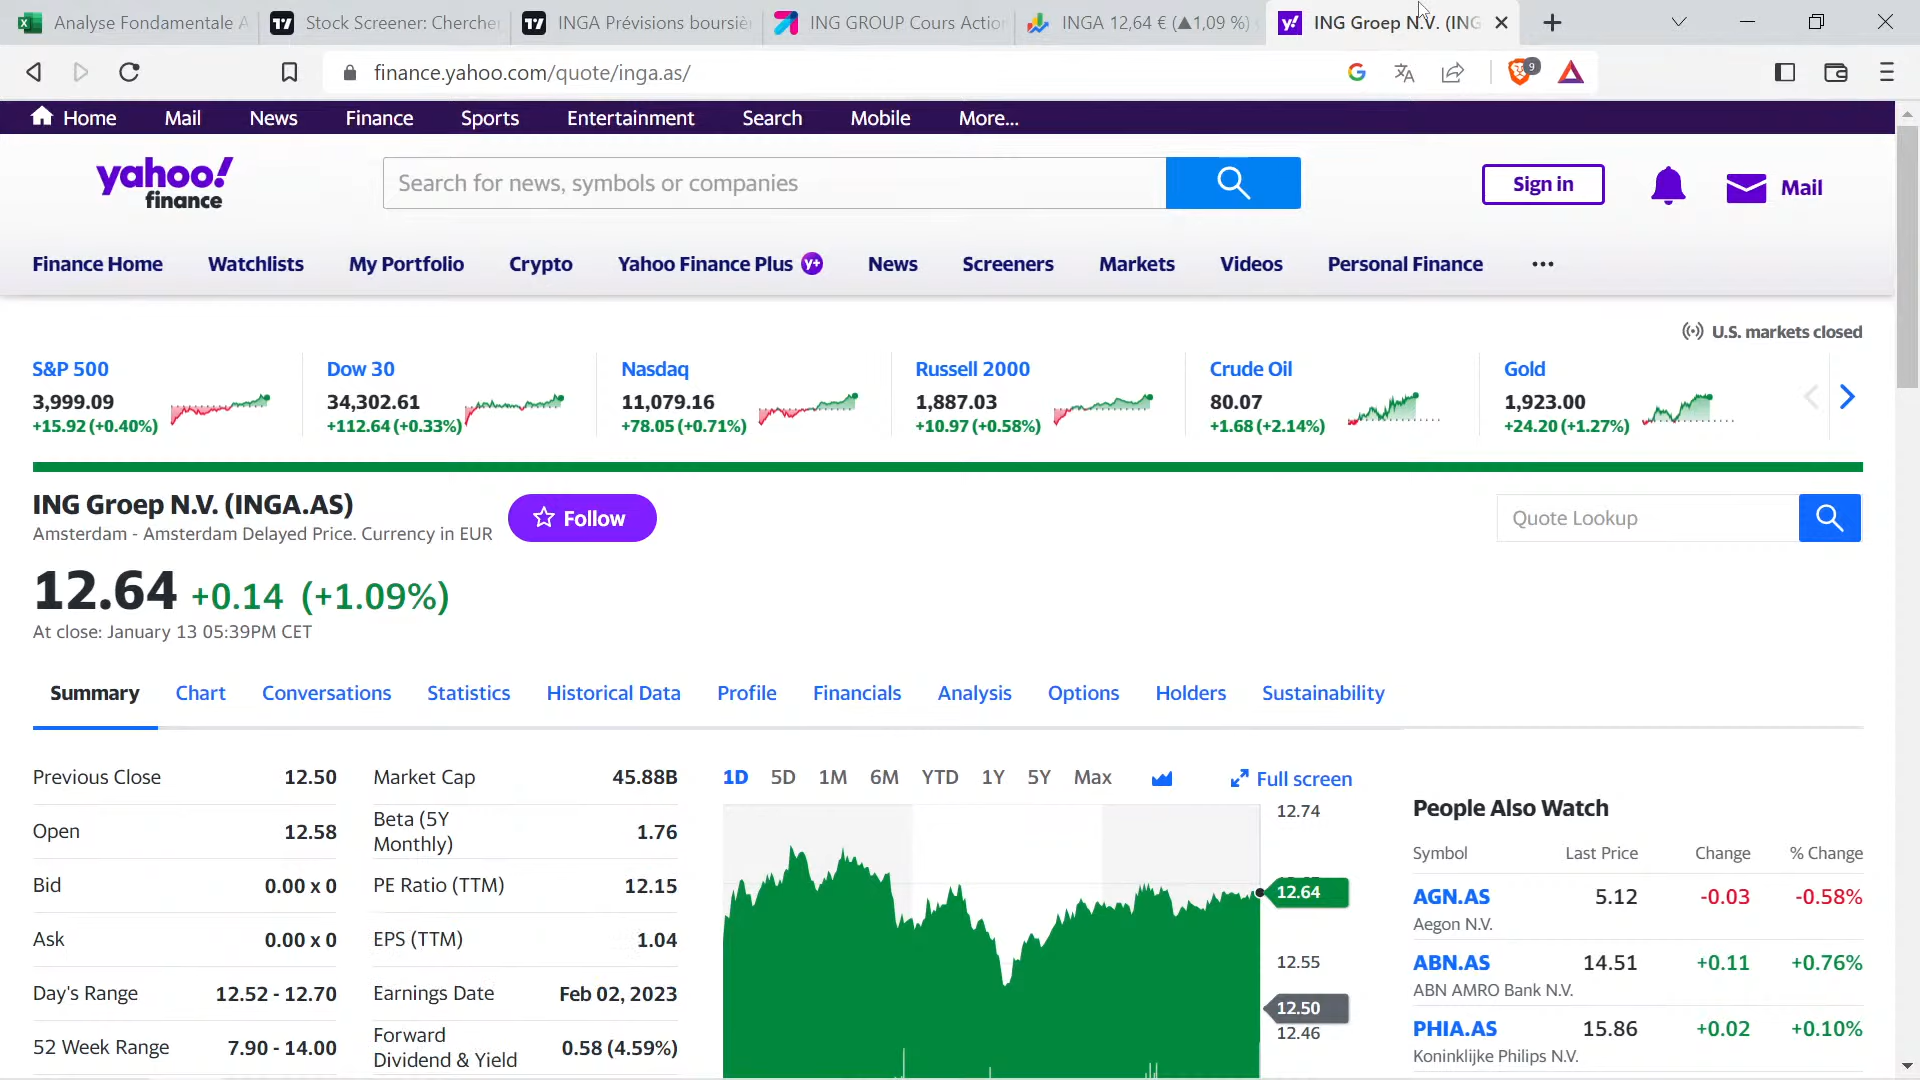 Analyse Fondamentale A
Stock Screener: Cherche
INGA Prévisions boursiè
ING GROUP Cours Action
INGA 12,64 € (▲1,09 %)
ING Groep N.V. (ING
finance.yahoo.com/quote/inga.as/
9
Home Mail News Finance Sports Entertainment Search Mobile More...
yahoo!
finance
Search for news, symbols or companies
Sign in
Mail
Finance Home Watchlists My Portfolio Crypto Yahoo Finance Plus y+ News Screeners Markets Videos Personal Finance ...
U.S. markets closed
S&P 500
3,999.09
+15.92 (+0.40%)
Dow 30
34,302.61
+112.64 (+0.33%)
Nasdaq
11,079.16
+78.05 (+0.71%)
Russell 2000
1,887.03
+10.97 (+0.58%)
Crude Oil
80.07
+1.68 (+2.14%)
Gold
1,923.00
+24.20 (+1.27%)
ING Groep N.V. (INGA.AS)
Amsterdam - Amsterdam Delayed Price. Currency in EUR
Follow
Quote Lookup
12.64 +0.14 (+1.09%)
At close: January 13 05:39PM CET
Summary Chart Conversations Statistics Historical Data Profile Financials Analysis Options Holders Sustainability
Previous Close 12.50
Open 12.58
Bid 0.00 x 0
Ask 0.00 x 0
Day's Range 12.52 - 12.70
52 Week Range 7.90 - 14.00
Market Cap 45.88B
Beta (5Y
Monthly) 1.76
PE Ratio (TTM) 12.15
EPS (TTM) 1.04
Earnings Date Feb 02, 2023
Forward
Dividend & Yield 0.58 (4.59%)
1D 5D 1M 6M YTD 1Y 5Y Max Full screen
12.74
12.64
12.55
12.50
12.46
People Also Watch
Symbol Last Price Change % Change
AGN.AS 5.12 -0.03 -0.58%
Aegon N.V.
ABN.AS 14.51 +0.11 +0.76%
ABN AMRO Bank N.V.
PHIA.AS 15.86 +0.02 +0.10%
Koninklijke Philips N.V.